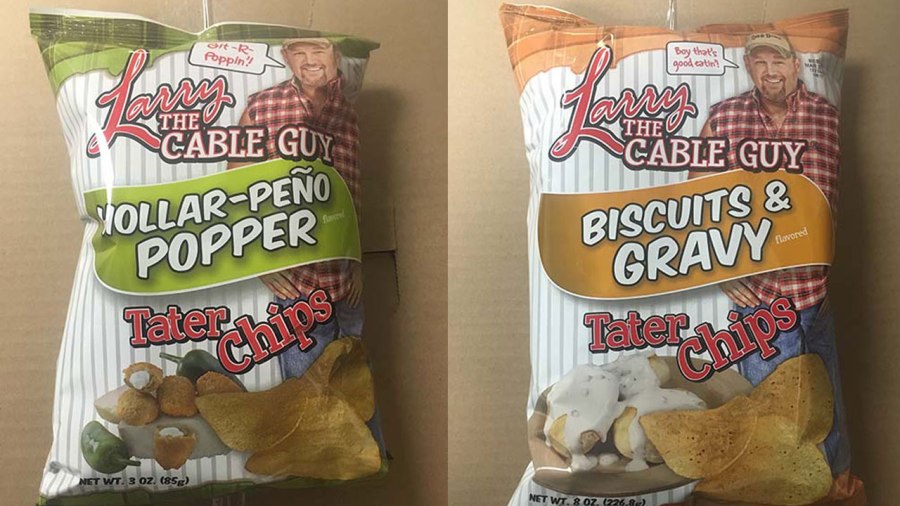 Git-R-
Poppin'!
Larry
THE
CABLE GUY
HOLLAR-PEÑO
POPPER
flavored
Tater
Chips
NET WT. 3 OZ. (85g)
Boy that's
good eatin'!
Larry
THE
CABLE GUY
BISCUITS &
GRAVY
flavored
Tater
Chips
NET WT. 8 OZ. (226.8g)